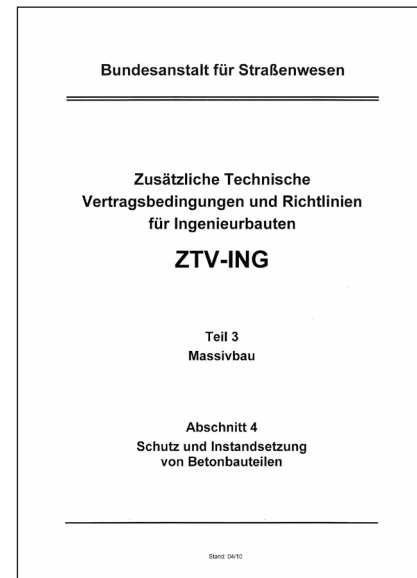 Bundesanstalt für Straßenwesen
Zusätzliche Technische
Vertragsbedingungen und Richtlinien
für Ingenieurbauten
ZTV-ING
Teil 3
Massivbau
Abschnitt 4
Schutz und Instandsetzung
von Betonbauteilen
Stand: 04/10